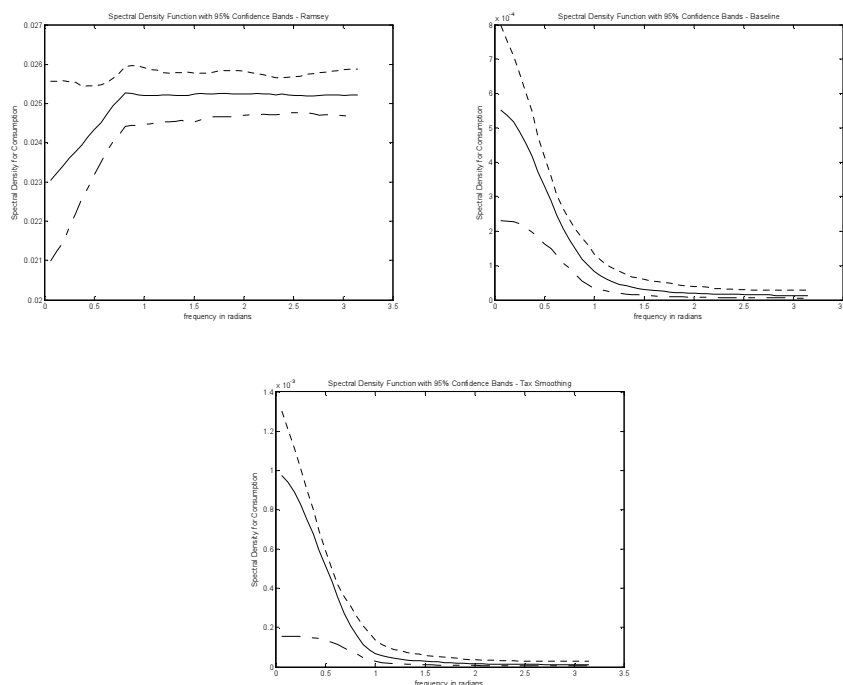 Spectral Density Function with 95% Confidence Bands - Ramsey
0.027
0.026
0.025
0.024
0.023
0.022
0.021
0.02
Spectral Density for Consumption
0 0.5 1 1.5 2 2.5 3 3.5
frequency in radians
Spectral Density Function with 95% Confidence Bands - Baseline
x 10⁻⁴
8
7
6
5
4
3
2
1
0
Spectral Density for Consumption
0 0.5 1 1.5 2 2.5 3 3
frequency in radians
Spectral Density Function with 95% Confidence Bands - Tax Smoothing
x 10⁻³
1.4
1.2
1
0.8
0.6
0.4
0.2
0
Spectral Density for Consumption
0 0.5 1 1.5 2 2.5 3 3.5
frequency in radians